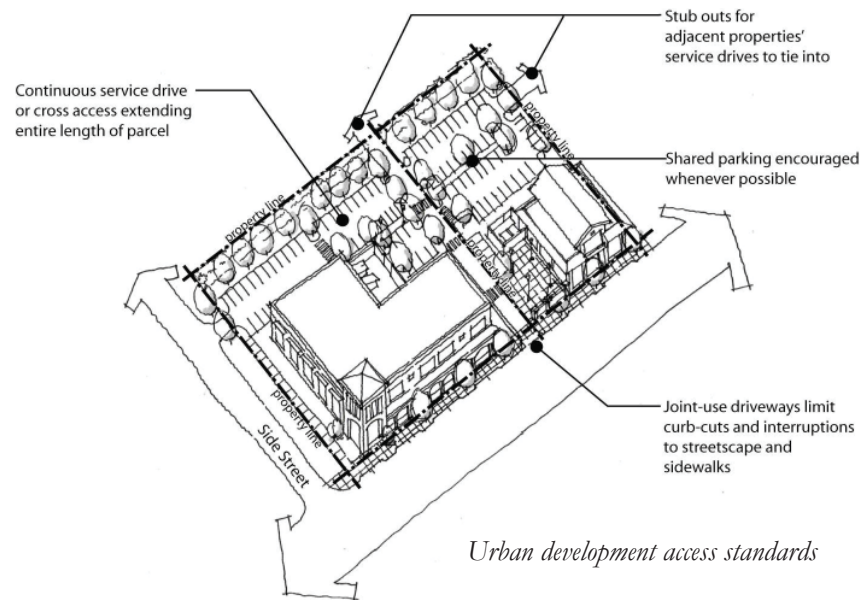 Stub outs for
adjacent properties'
service drives to tie into
Continuous service drive
or cross access extending
entire length of parcel
property line
property line
Shared parking encouraged
whenever possible
property line
property line
Side Street
Joint-use driveways limit
curb-cuts and interruptions
to streetscape and
sidewalks
Urban development access standards